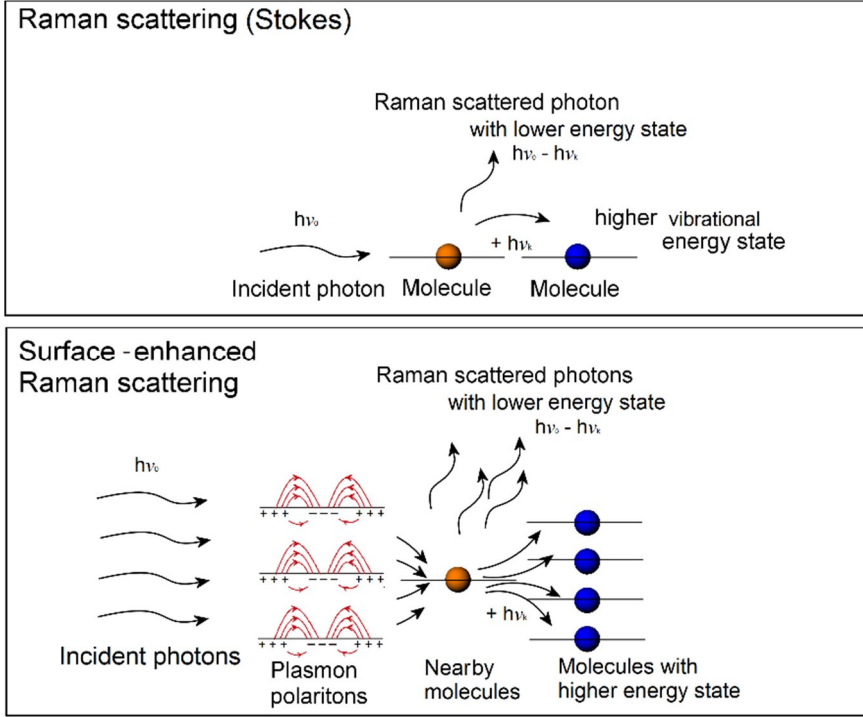 Raman scattering (Stokes)
Raman scattered photon
with lower energy state
hν₀ - hνₖ
hν₀
higher vibrational
energy state
+ hνₖ
Incident photon
Molecule
Molecule
Surface - enhanced
Raman scattering
Raman scattered photons
with lower energy state
hν₀ - hνₖ
hν₀
+ + + - - - + + +
+ + + - - - + + +
+ + + - - - + + +
+ hνₖ
Incident photons
Plasmon
polaritons
Nearby
molecules
Molecules with
higher energy state